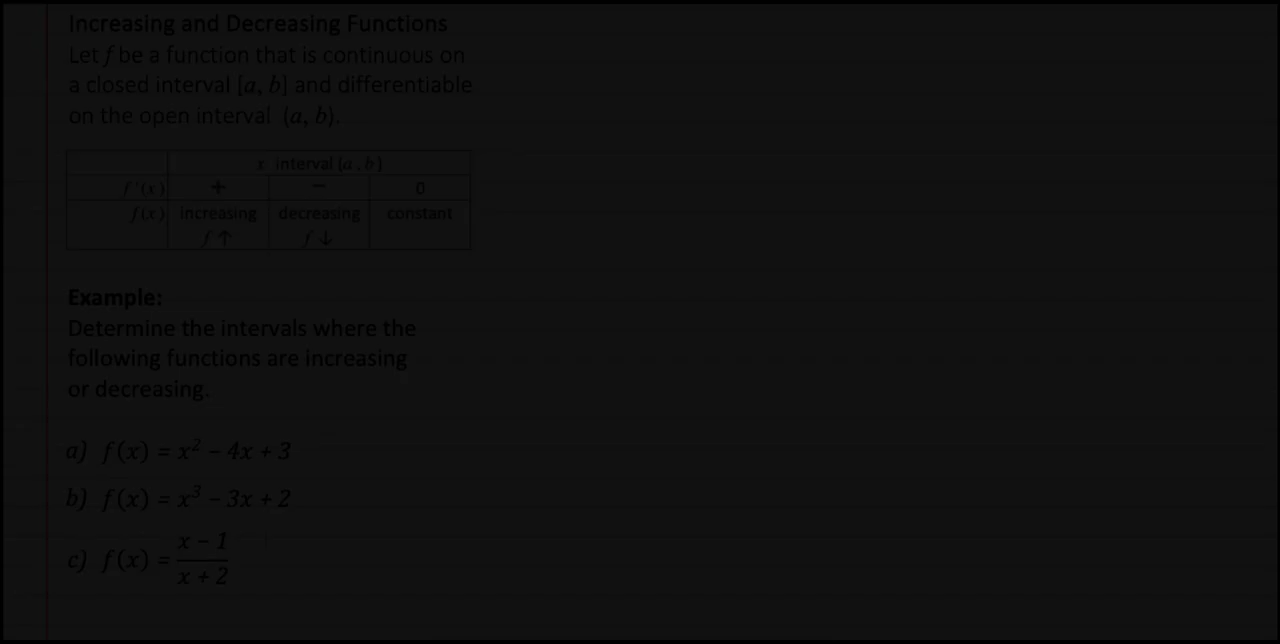 Increasing and Decreasing Functions
Let f be a function that is continuous on
a closed interval [a, b] and differentiable
on the open interval (a, b).
x interval (a , b)
f '(x) + − 0
f(x) increasing decreasing constant
f ↑ f ↓
Example:
Determine the intervals where the
following functions are increasing
or decreasing.
a) f(x) = x² − 4x + 3
b) f(x) = x³ − 3x + 2
c) f(x) = (x − 1)/(x + 2)